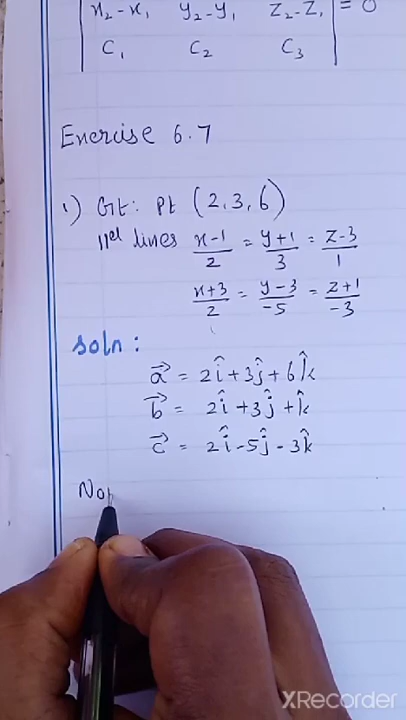 x₂-x₁ y₂-y₁ z₂-z₁ = 0
C₁ C₂ C₃
Exercise 6.7
1) Gt: Pt (2,3,6)
11el lines x-1/2 = y+1/3 = z-3/1
x+3/2 = y-3/-5 = z+1/-3
Soln:
a⃗ = 2î+3ĵ+6k̂
b⃗ = 2î+3ĵ+k̂
c⃗ = 2î-5ĵ-3k̂
No
XRecorder